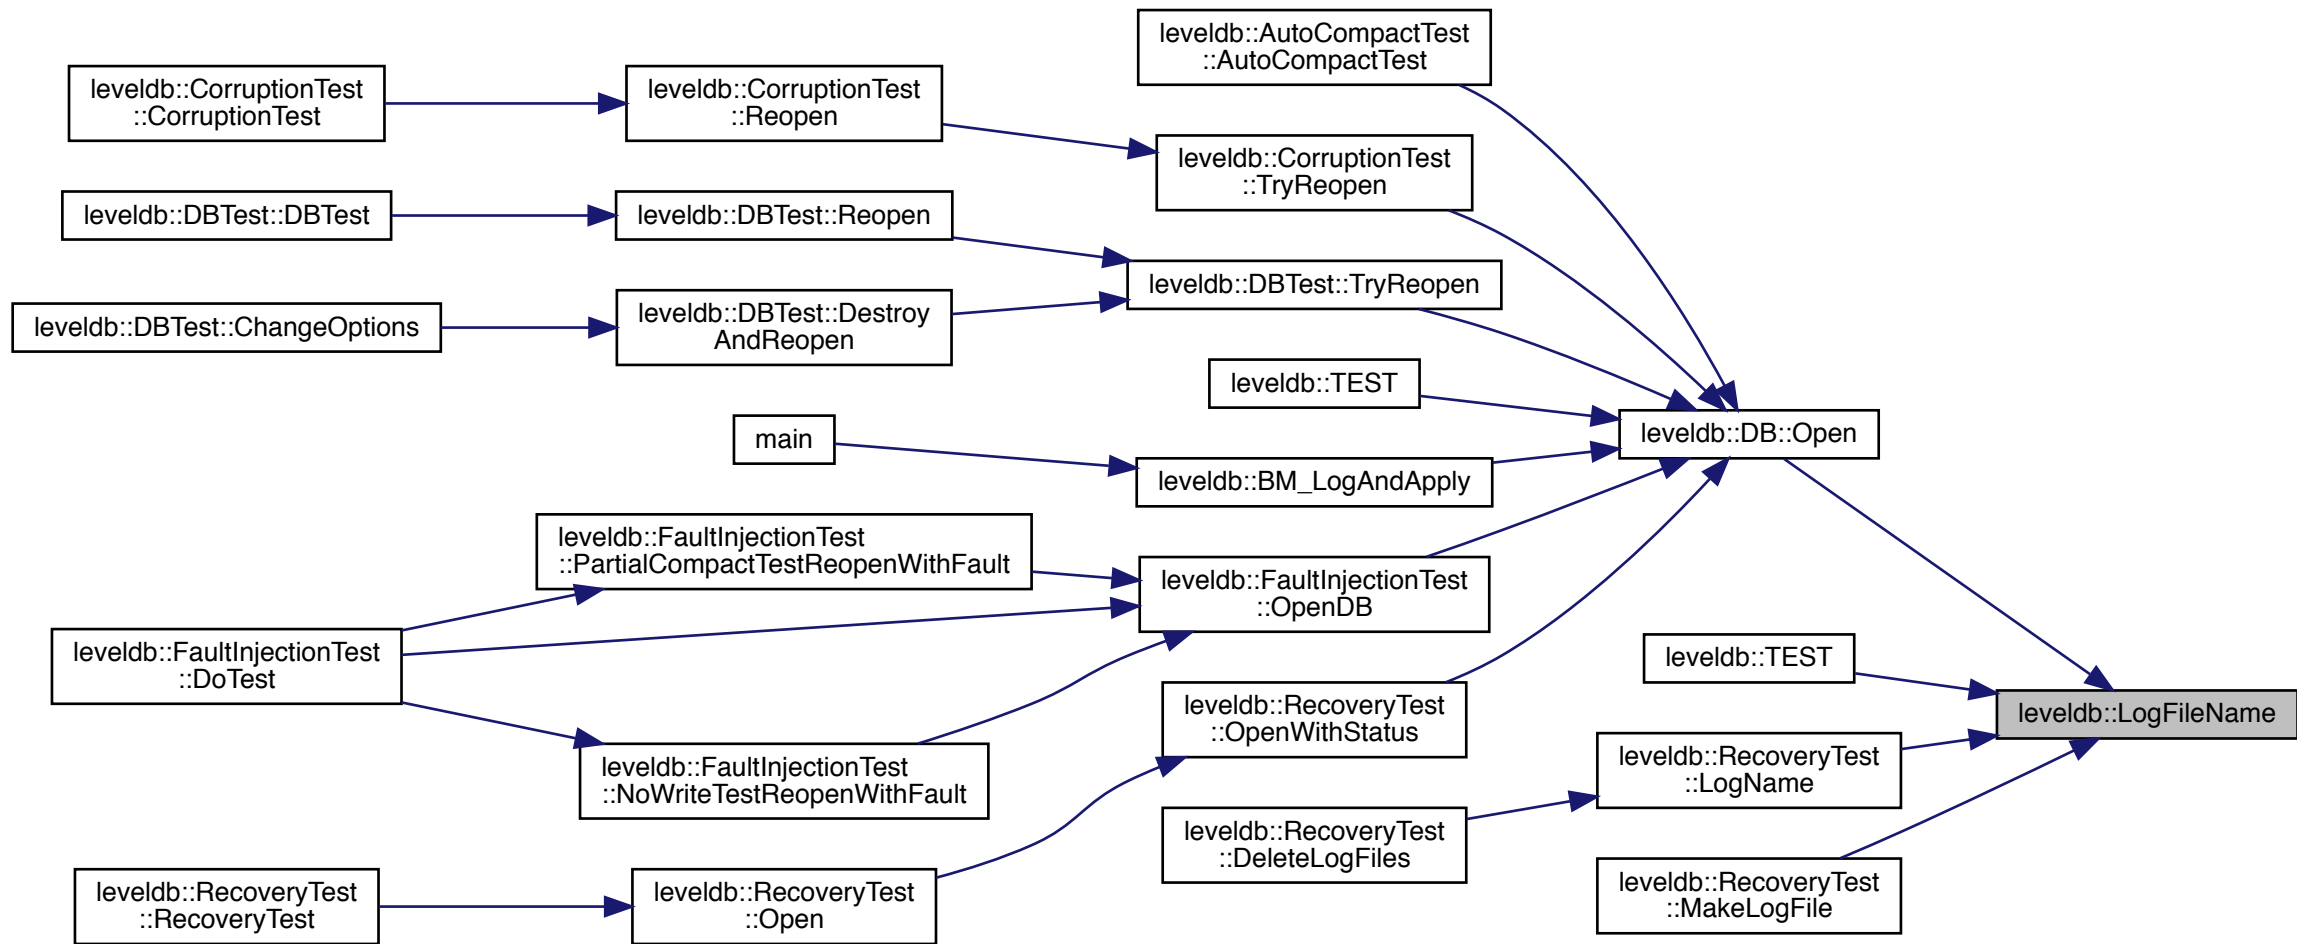 leveldb::AutoCompactTest
::AutoCompactTest
leveldb::CorruptionTest
::CorruptionTest
leveldb::CorruptionTest
::Reopen
leveldb::CorruptionTest
::TryReopen
leveldb::DBTest::DBTest
leveldb::DBTest::Reopen
leveldb::DBTest::TryReopen
leveldb::DBTest::ChangeOptions
leveldb::DBTest::Destroy
AndReopen
leveldb::TEST
main
leveldb::DB::Open
leveldb::BM_LogAndApply
leveldb::FaultInjectionTest
::PartialCompactTestReopenWithFault
leveldb::FaultInjectionTest
::OpenDB
leveldb::FaultInjectionTest
::DoTest
leveldb::TEST
leveldb::RecoveryTest
::OpenWithStatus
leveldb::LogFileName
leveldb::FaultInjectionTest
::NoWriteTestReopenWithFault
leveldb::RecoveryTest
::LogName
leveldb::RecoveryTest
::DeleteLogFiles
leveldb::RecoveryTest
::RecoveryTest
leveldb::RecoveryTest
::Open
leveldb::RecoveryTest
::MakeLogFile